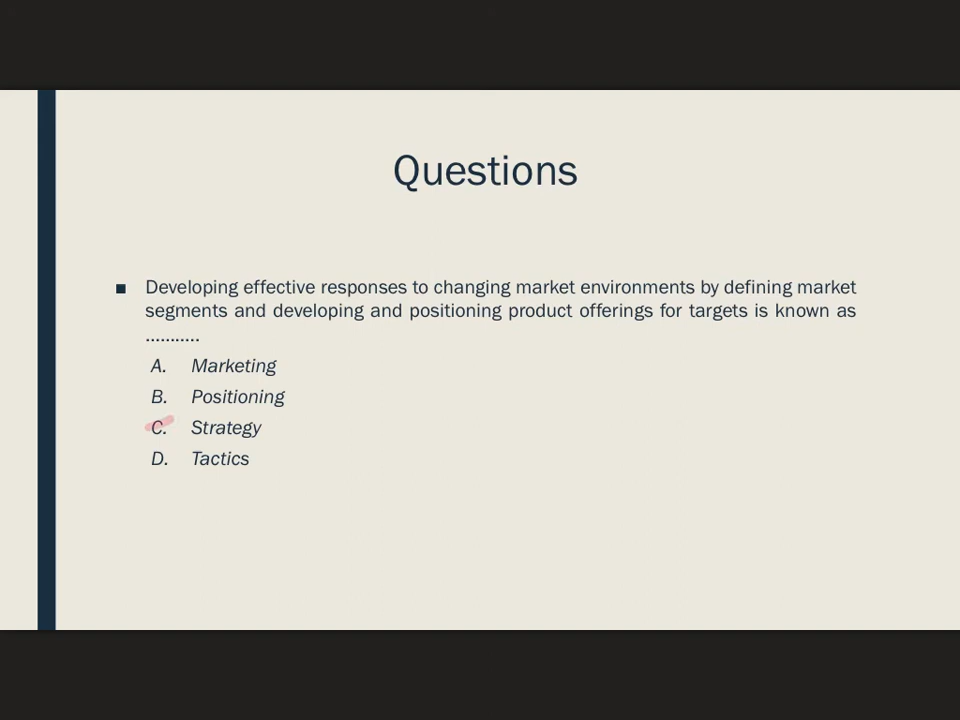 Questions
■ Developing effective responses to changing market environments by defining market
segments and developing and positioning product offerings for targets is known as
...........
A. Marketing
B. Positioning
C. Strategy
D. Tactics